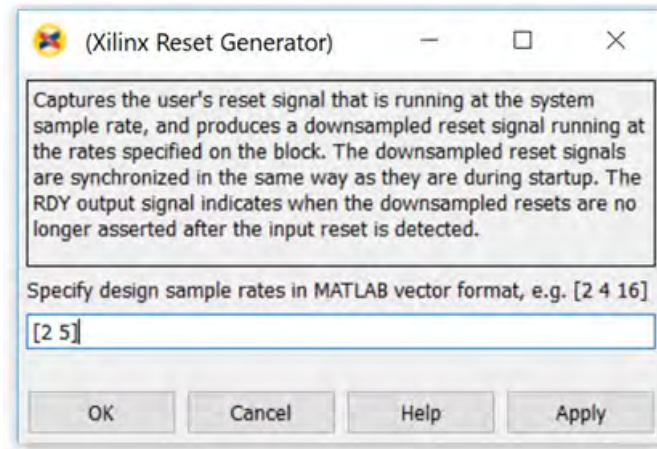 (Xilinx Reset Generator)
Captures the user's reset signal that is running at the system
sample rate, and produces a downsampled reset signal running at
the rates specified on the block. The downsampled reset signals
are synchronized in the same way as they are during startup. The
RDY output signal indicates when the downsampled resets are no
longer asserted after the input reset is detected.
Specify design sample rates in MATLAB vector format, e.g. [2 4 16]
[2 5]
OK Cancel Help Apply